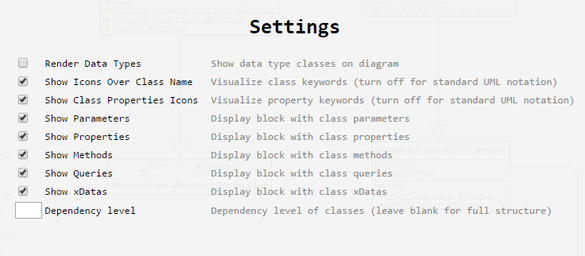 Settings
Render Data Types Show data type classes on diagram
Show Icons Over Class Name Visualize class keywords (turn off for standard UML notation)
Show Class Properties Icons Visualize property keywords (turn off for standard UML notation)
Show Parameters Display block with class parameters
Show Properties Display block with class properties
Show Methods Display block with class methods
Show Queries Display block with class queries
Show xDatas Display block with class xDatas
Dependency level Dependency level of classes (leave blank for full structure)